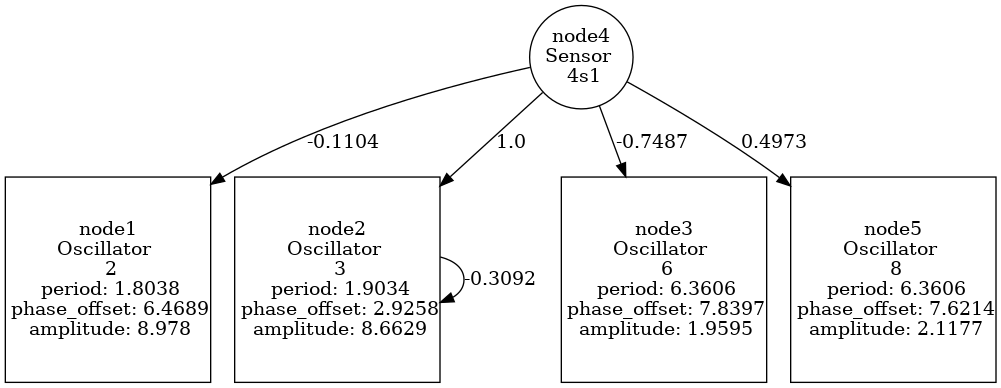 node4
Sensor
4s1
-0.1104
1.0
-0.7487
0.4973
node1
Oscillator
2
period: 1.8038
phase_offset: 6.4689
amplitude: 8.978
node2
Oscillator
3
period: 1.9034
phase_offset: 2.9258
amplitude: 8.6629
-0.3092
node3
Oscillator
6
period: 6.3606
phase_offset: 7.8397
amplitude: 1.9595
node5
Oscillator
8
period: 6.3606
phase_offset: 7.6214
amplitude: 2.1177